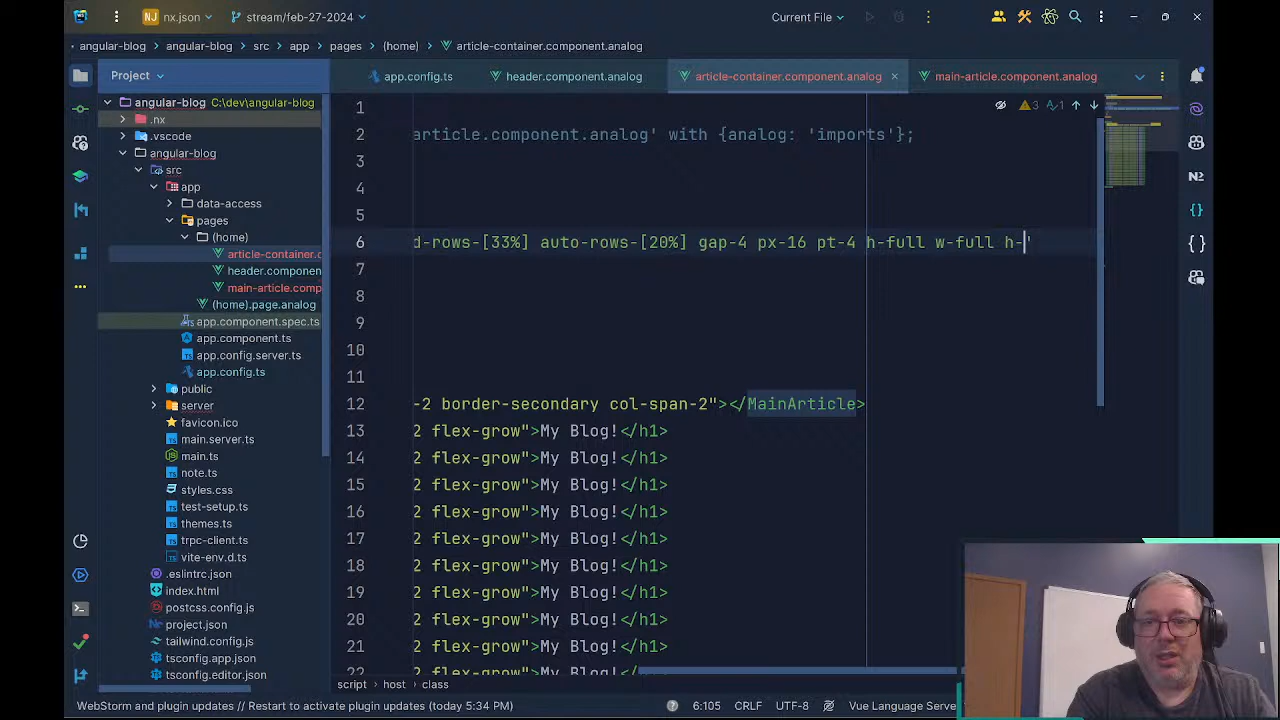 NJ nx.json stream/feb-27-2024 Current File
angular-blog angular-blog src app pages (home) article-container.component.analog
Project app.config.ts header.component.analog article-container.component.analog main-article.component.analog
angular-blog C:\dev\angular-blog
.nx
.vscode
angular-blog
src
app
data-access
pages
(home)
article-container.c
header.component
main-article.comp
(home).page.analog
app.component.spec.ts
app.component.ts
app.config.server.ts
app.config.ts
public
server
favicon.ico
main.server.ts
main.ts
note.ts
styles.css
test-setup.ts
themes.ts
trpc-client.ts
vite-env.d.ts
.eslintrc.json
index.html
postcss.config.js
project.json
tailwind.config.js
tsconfig.app.json
tsconfig.editor.json
1
3 1
2 article.component.analog' with {analog: 'imports'};
3
4
5
6 d-rows-[33%] auto-rows-[20%] gap-4 px-16 pt-4 h-full w-full h-'
7
8
9
10
11
12 -2 border-secondary col-span-2"></MainArticle>
13 2 flex-grow">My Blog!</h1>
14 2 flex-grow">My Blog!</h1>
15 2 flex-grow">My Blog!</h1>
16 2 flex-grow">My Blog!</h1>
17 2 flex-grow">My Blog!</h1>
18 2 flex-grow">My Blog!</h1>
19 2 flex-grow">My Blog!</h1>
20 2 flex-grow">My Blog!</h1>
21 2 flex-grow">My Blog!</h1>
22 2 flex-grow">My Blog!</h1>
N2
script host class
WebStorm and plugin updates // Restart to activate plugin updates (today 5:34 PM) 6:105 CRLF UTF-8 Vue Language Serve